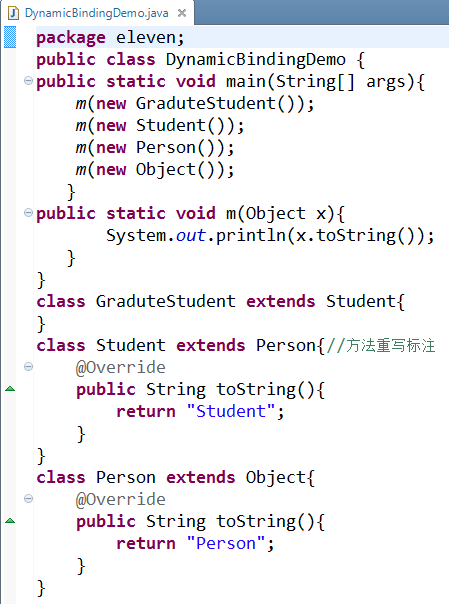 DynamicBindingDemo.java
package eleven;
public class DynamicBindingDemo {
public static void main(String[] args){
    m(new GraduteStudent());
    m(new Student());
    m(new Person());
    m(new Object());
   }
public static void m(Object x){
       System.out.println(x.toString());
   }
}
class GraduteStudent extends Student{
}
class Student extends Person{//方法重写标注
    @Override
    public String toString(){
        return "Student";
    }
}
class Person extends Object{
    @Override
    public String toString(){
        return "Person";
    }
}